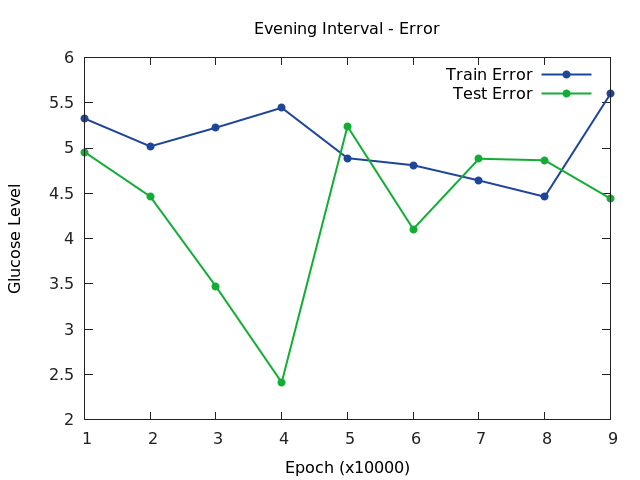 Evening Interval - Error
Train Error
Test Error
6
5.5
5
4.5
4
3.5
3
2.5
2
Glucose Level
1 2 3 4 5 6 7 8 9
Epoch (x10000)